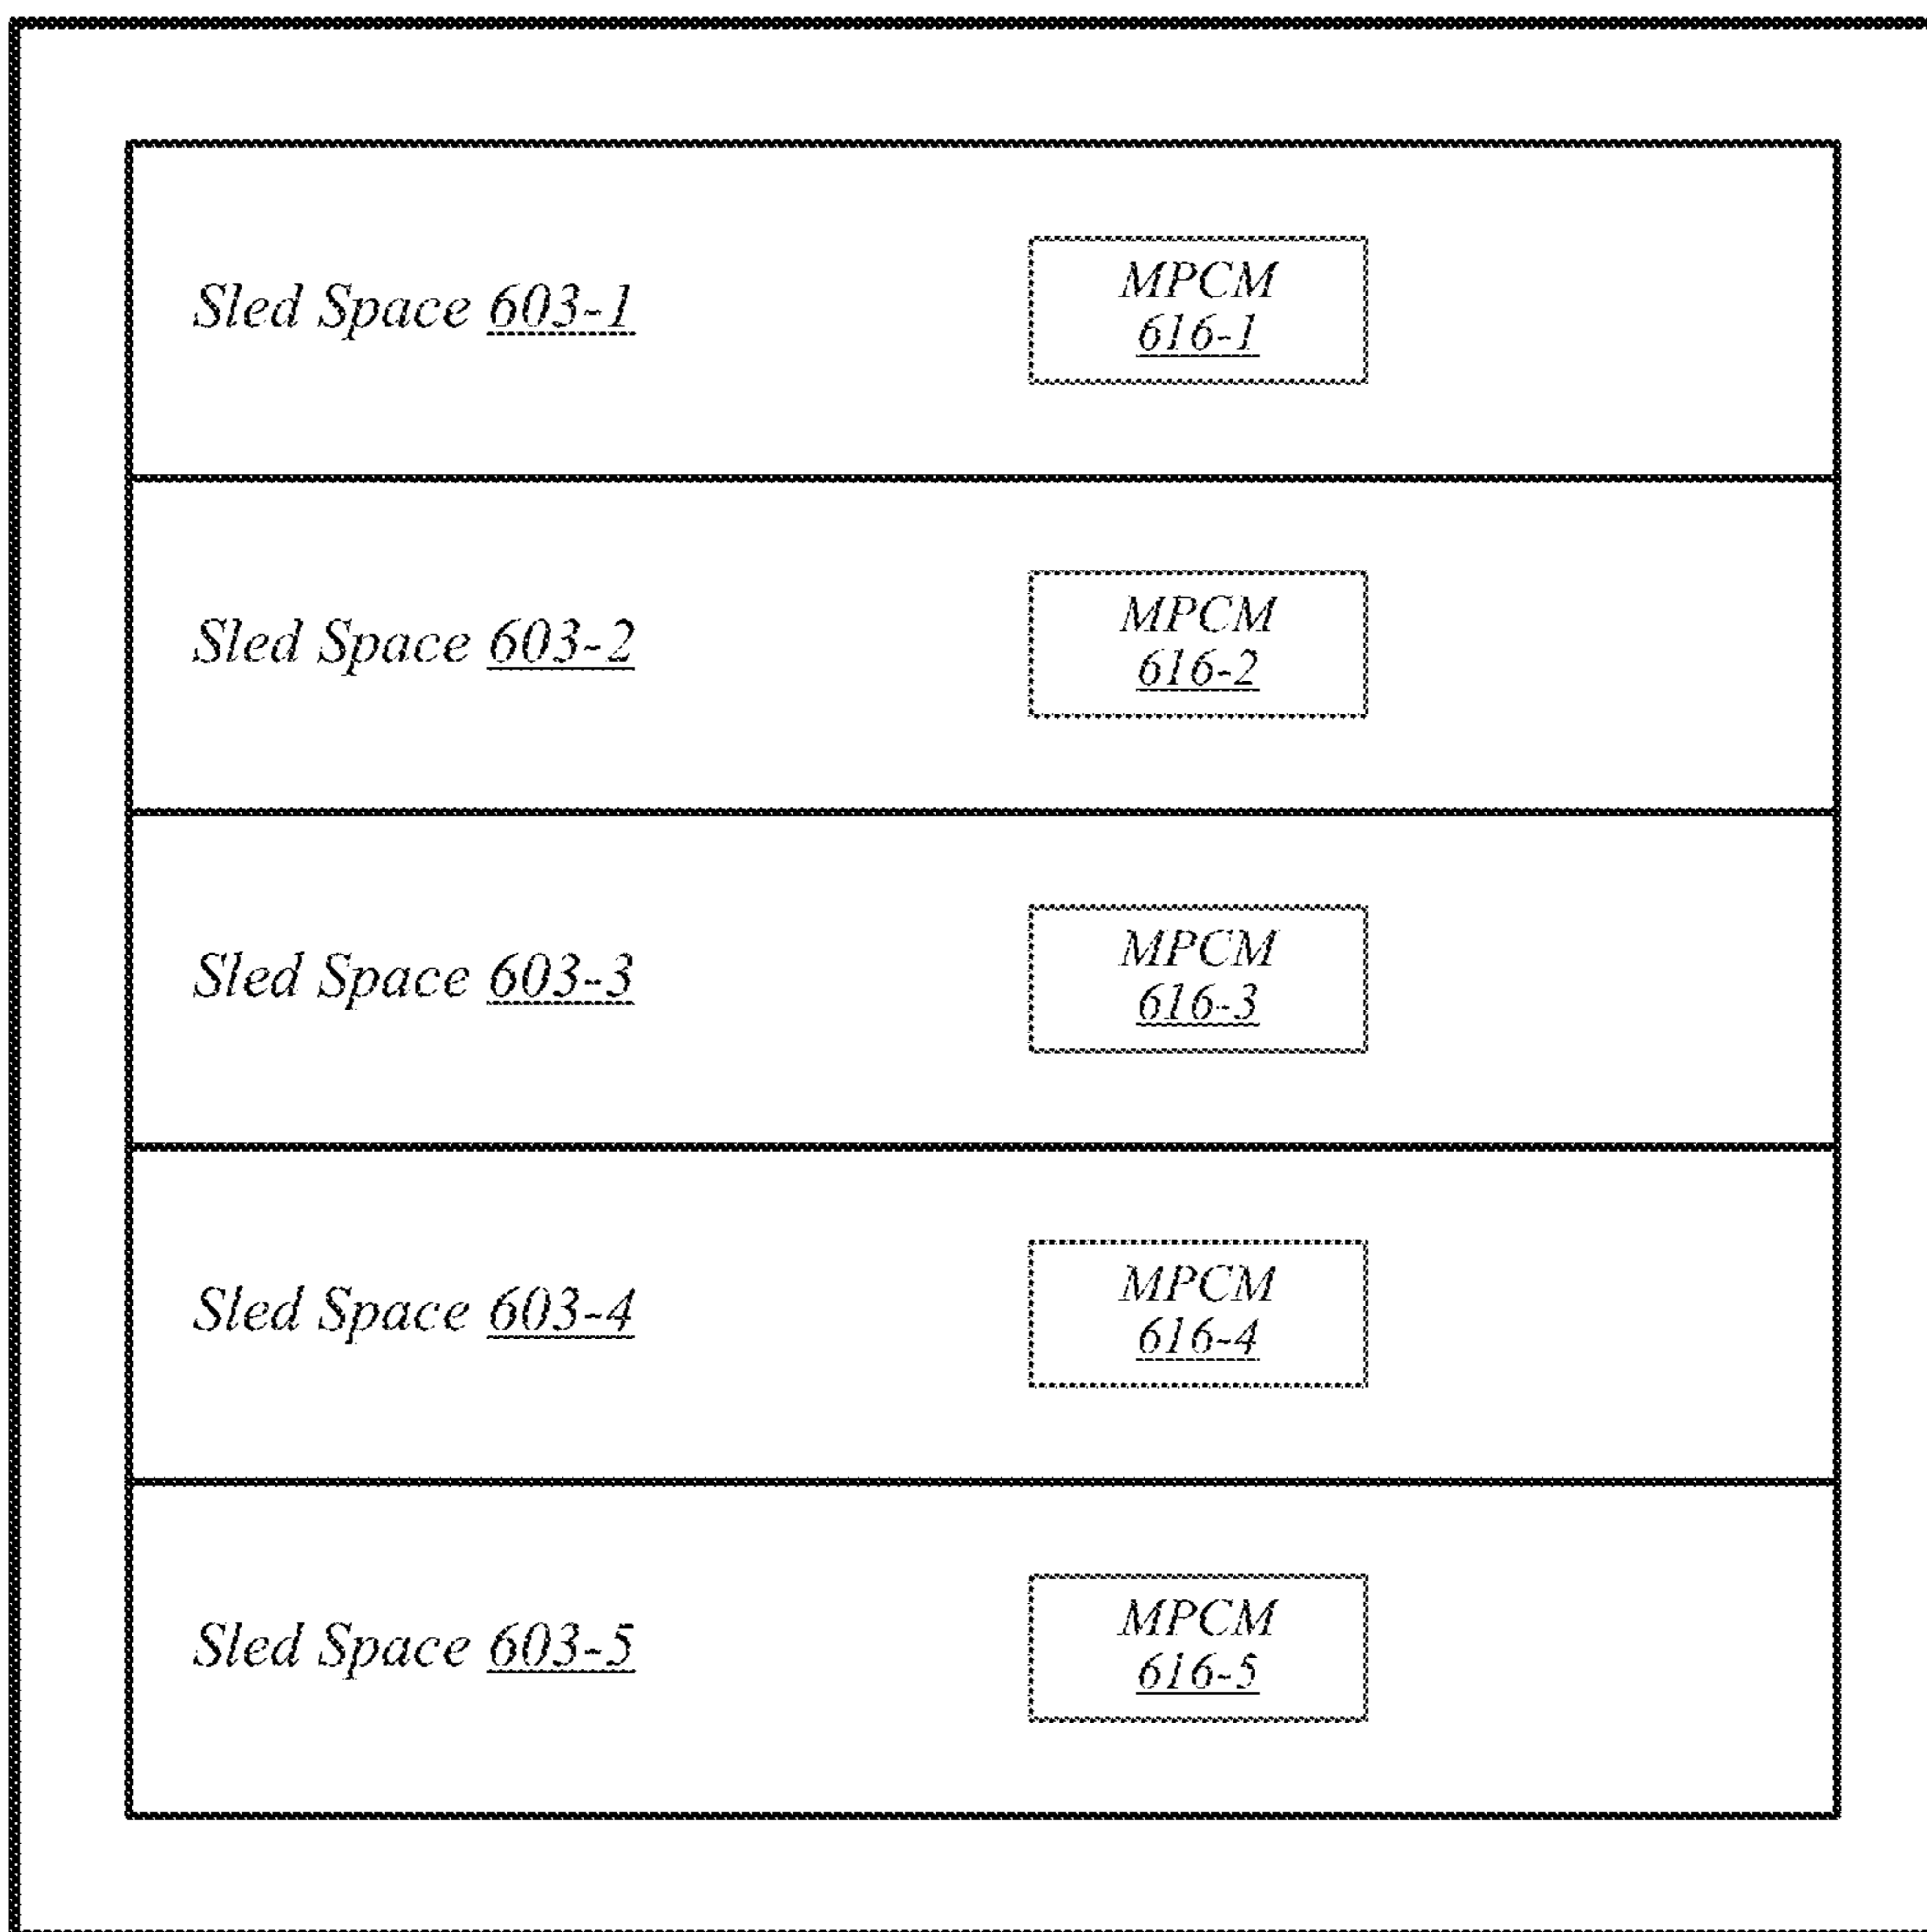 Sled Space 603-1
MPCM
616-1
Sled Space 603-2
MPCM
616-2
Sled Space 603-3
MPCM
616-3
Sled Space 603-4
MPCM
616-4
Sled Space 603-5
MPCM
616-5